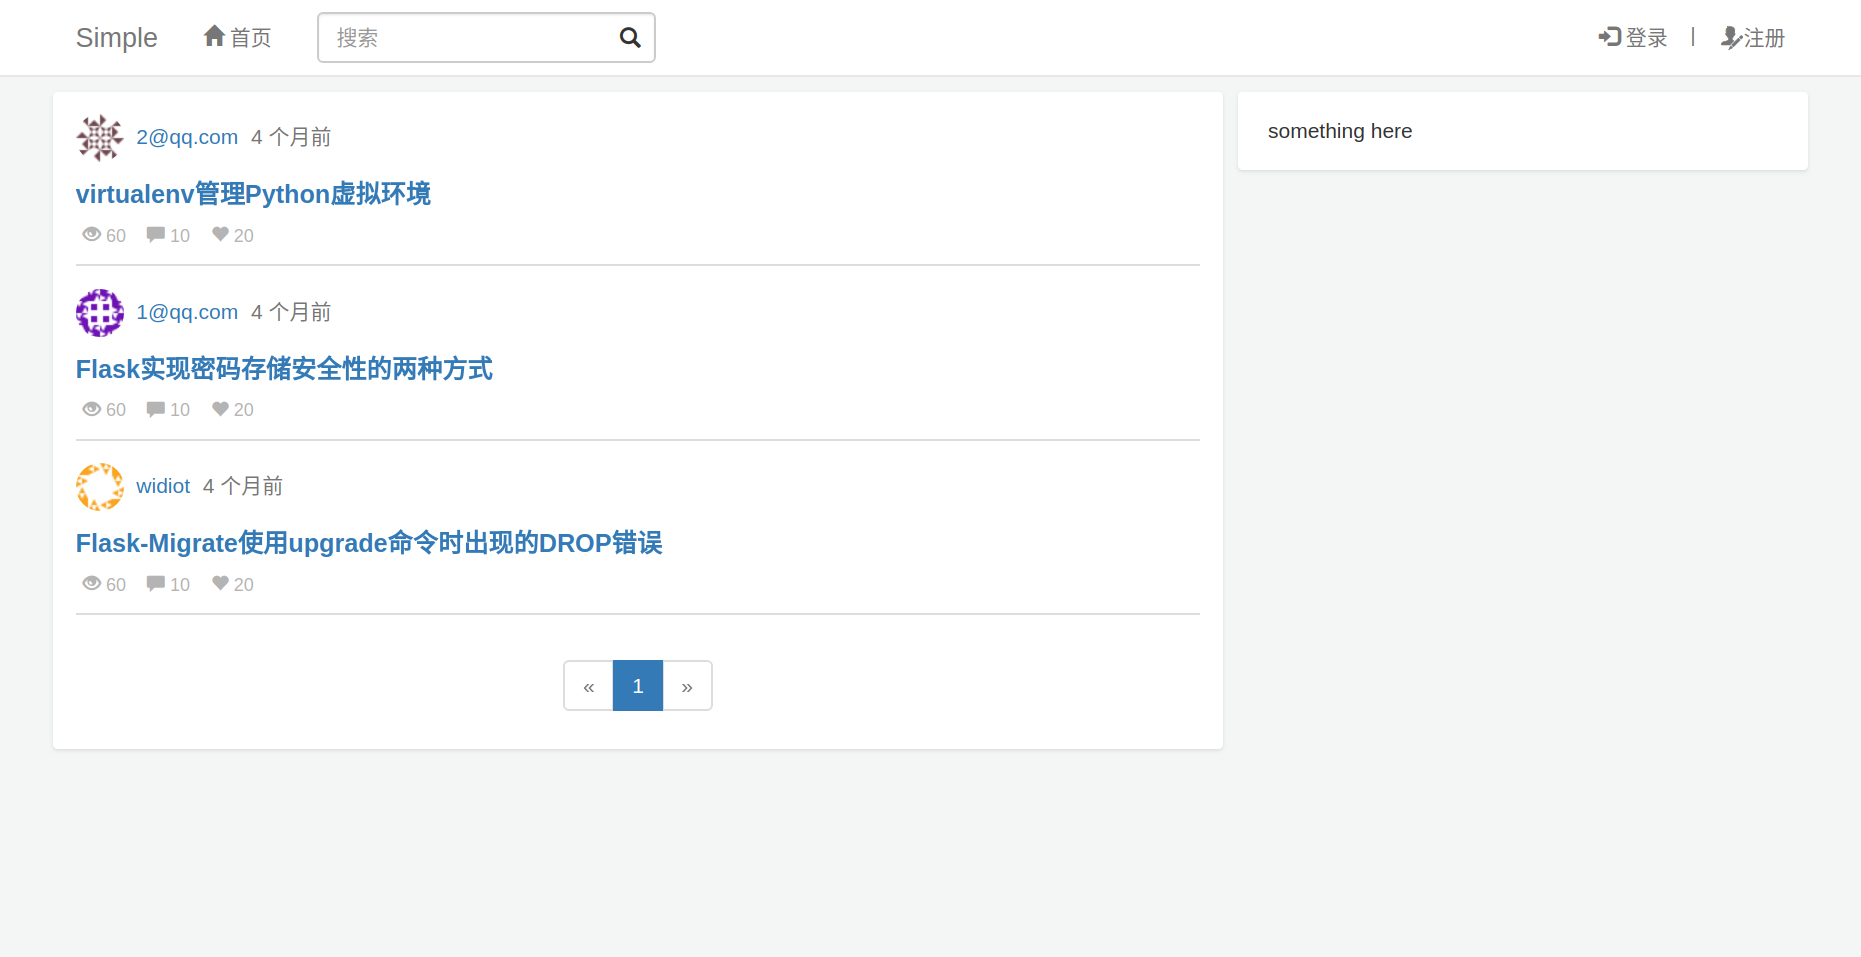 Simple 首页 搜索 登录 | 注册
2@qq.com 4 个月前
virtualenv管理Python虚拟环境
60 10 20
1@qq.com 4 个月前
Flask实现密码存储安全性的两种方式
60 10 20
widiot 4 个月前
Flask-Migrate使用upgrade命令时出现的DROP错误
60 10 20
« 1 »
something here